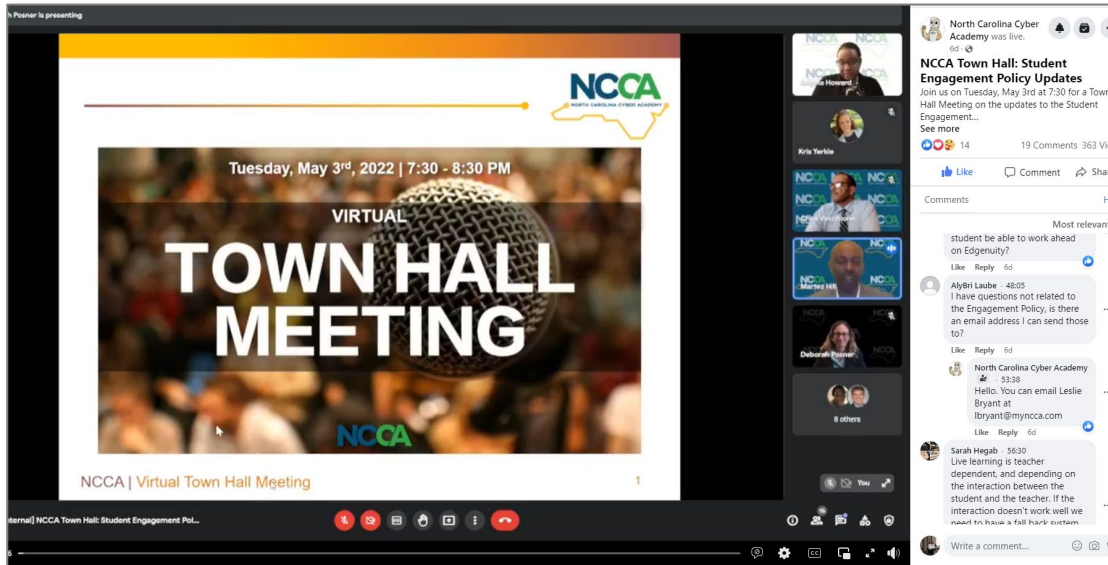 h Posner is presenting
NCCA
NORTH CAROLINA CYBER ACADEMY
Tuesday, May 3rd, 2022 | 7:30 - 8:30 PM
VIRTUAL
TOWN HALL
MEETING
NCCA
NCCA | Virtual Town Hall Meeting
1
Howard
Kris Yerkie
Martez Hill
Deborah Posner
8 others
You
ternal] NCCA Town Hall: Student Engagement Pol...
North Carolina Cyber
Academy was live.
6d
NCCA Town Hall: Student
Engagement Policy Updates
Join us on Tuesday, May 3rd at 7:30 for a Town
Hall Meeting on the updates to the Student
Engagement...
See more
14
19 Comments 363 Vi
Like
Comment
Shar
Comments
H
Most relevant
student be able to work ahead
on Edgenuity?
Like Reply 6d
AlyBri Laube · 48:05
I have questions not related to
the Engagement Policy, is there
an email address I can send those
to?
Like Reply 6d
North Carolina Cyber Academy
· 53:38
Hello. You can email Leslie
Bryant at
lbryant@myncca.com
Like Reply 6d
Sarah Hegab · 56:30
Live learning is teacher
dependent, and depending on
the interaction between the
student and the teacher. If the
interaction doesn't work well we
need to have a fall back system
Write a comment...